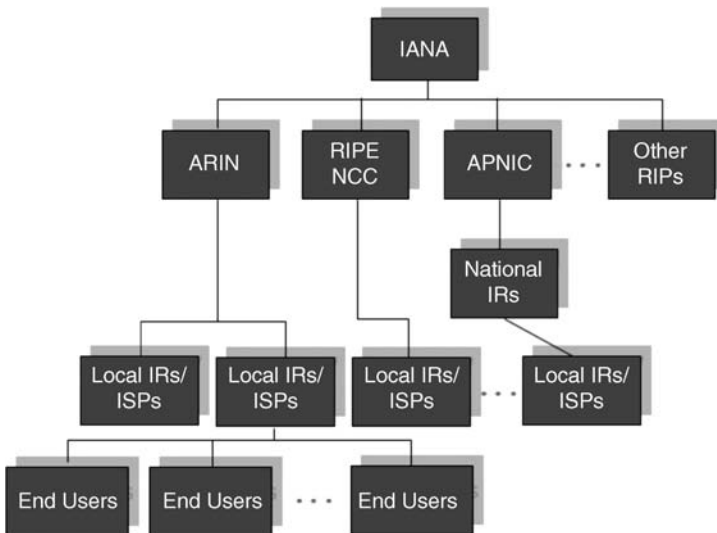 IANA
ARIN
RIPE
NCC
APNIC
Other
RIPs
National
IRs
Local IRs/
ISPs
Local IRs/
ISPs
Local IRs/
ISPs
Local IRs/
ISPs
End Users
End Users
End Users